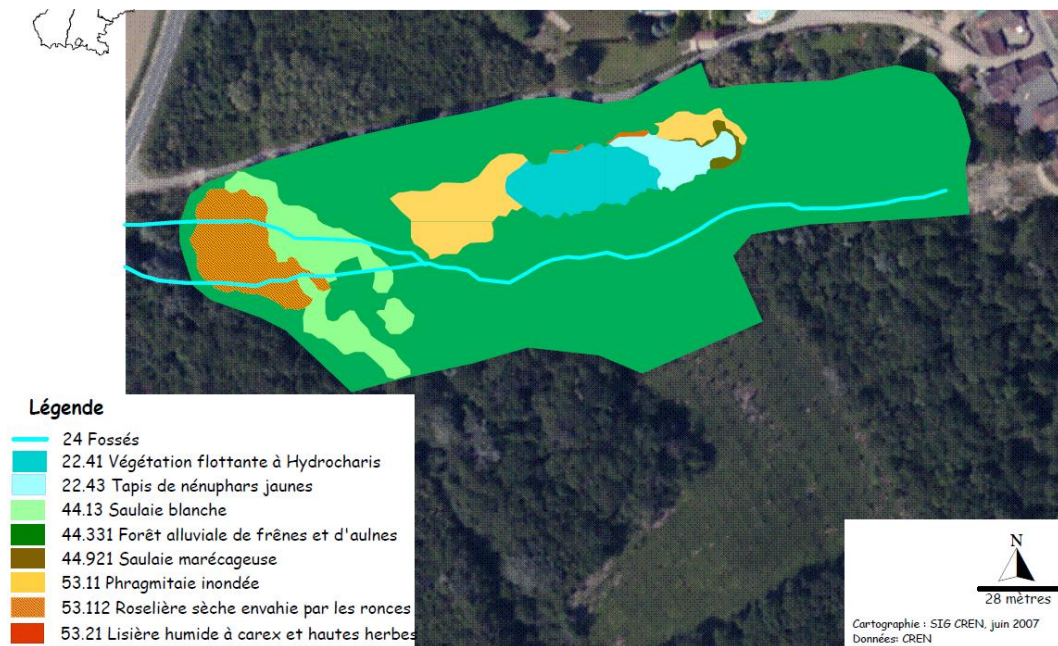 Légende
24 Fossés
22.41 Végétation flottante à Hydrocharis
22.43 Tapis de nénuphars jaunes
44.13 Saulaie blanche
44.331 Forêt alluviale de frênes et d'aulnes
44.921 Saulaie marécageuse
53.11 Phragmitaie inondée
53.112 Roselière sèche envahie par les ronces
53.21 Lisière humide à carex et hautes herbes
N
28 mètres
Cartographie : SIG CREN, juin 2007
Données: CREN